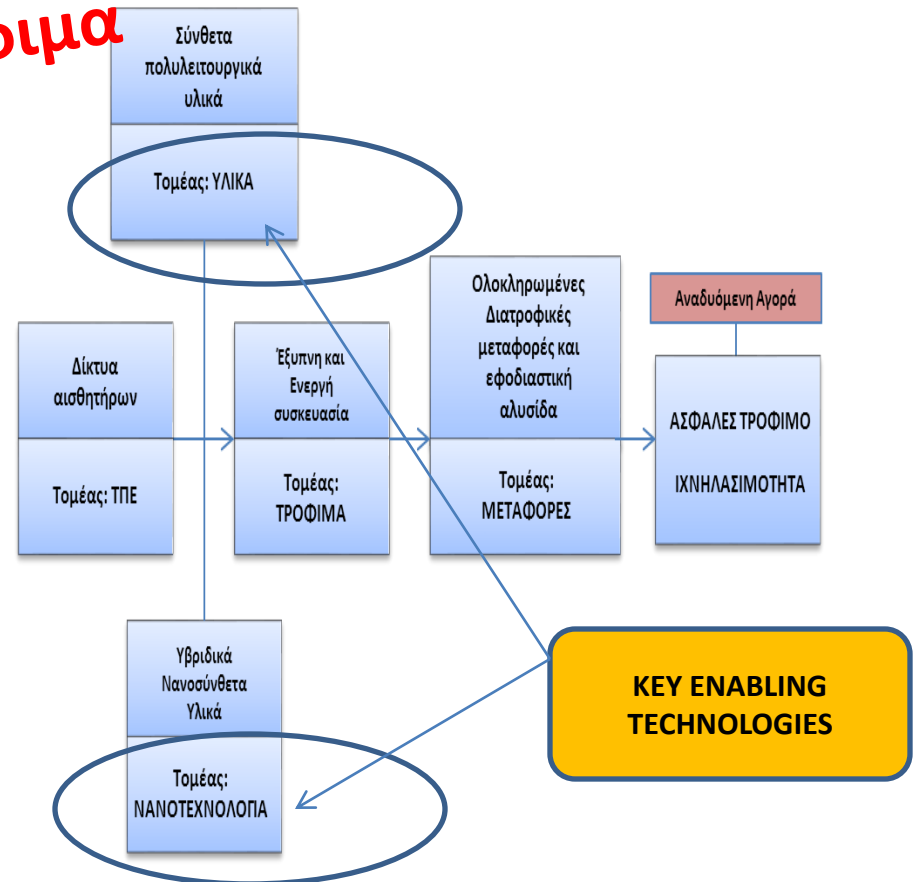 Σύνθετα
πολυλειτουργικά
υλικά
Τομέας: ΥΛΙΚΑ
Δίκτυα
αισθητήρων
Τομέας: ΤΠΕ
Έξυπνη και
Ενεργή
συσκευασία
Τομέας:
ΤΡΟΦΙΜΑ
Ολοκληρωμένες
Διατροφικές
μεταφορές και
εφοδιαστική
αλυσίδα
Τομέας:
ΜΕΤΑΦΟΡΕΣ
Αναδυόμενη Αγορά
ΑΣΦΑΛΕΣ ΤΡΟΦΙΜΟ
ΙΧΝΗΛΑΣΙΜΟΤΗΤΑ
Υβριδικά
Νανοσύνθετα
Υλικά
Τομέας:
ΝΑΝΟΤΕΧΝΟΛΟΠΑ
KEY ENABLING
TECHNOLOGIES